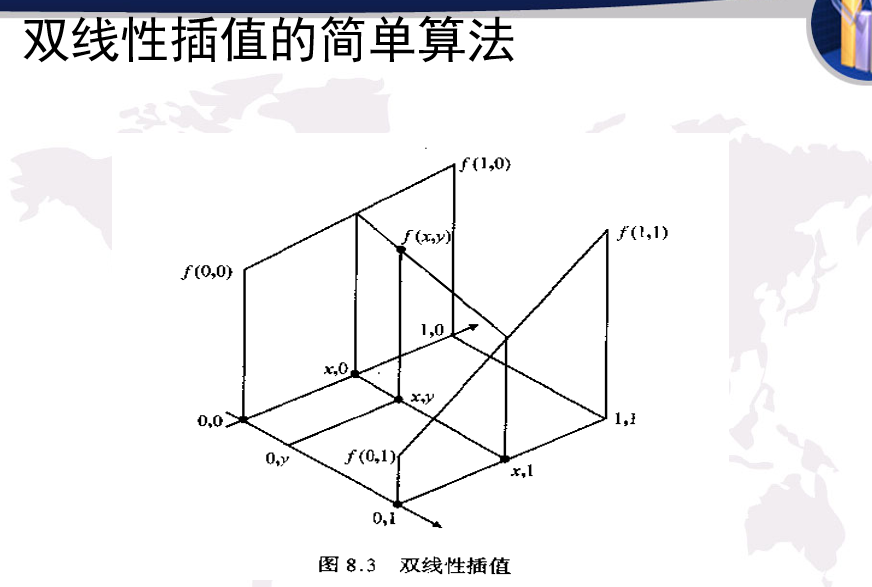 双线性插值的简单算法
f(1,0)
f(x,y)
f(1,1)
f(0,0)
1,0
x,0
x,y
0,0
1,1
0,y
f(0,1)
x,1
0,1
图 8.3 双线性插值